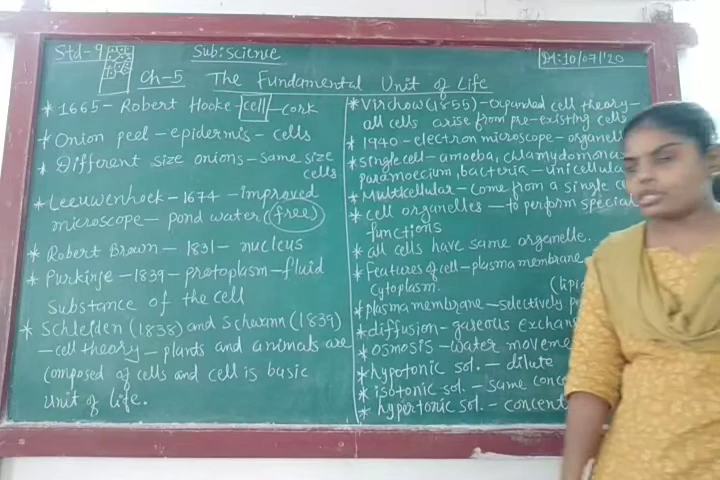 Std-9
Sub: Science
Dt: 10/07/'20
Ch-5 The Fundamental Unit of Life
* 1665 - Robert Hooke - cell - cork
* Onion peel - epidermis - cells
* Different size onions - same size
cells
* Leeuwenhoek - 1674 - improved
microscope - pond water (free)
* Robert Brown - 1831 - nucleus
* Purkinje - 1839 - protoplasm - fluid
substance of the cell
* Schleiden (1838) and Schwann (1839)
- cell theory - plants and animals are
composed of cells and cell is basic
unit of life.
* Virchow (1855) - expanded cell theory -
all cells arise from pre-existing cells
* 1940 - electron microscope -
* Single cell - amoeba, chlamydomonas
paramoecium, bacteria - unicellular
* Multicellular - come from a single
* cell organelles - to perform special
functions
* all cells have same organelle.
* Features of cell - plasma membrane
cytoplasm.
* plasma membrane - selectively
* diffusion - gaseous
* osmosis - water
* hypotonic sol. - dilute
* isotonic sol. - same
* hypertonic sol. -